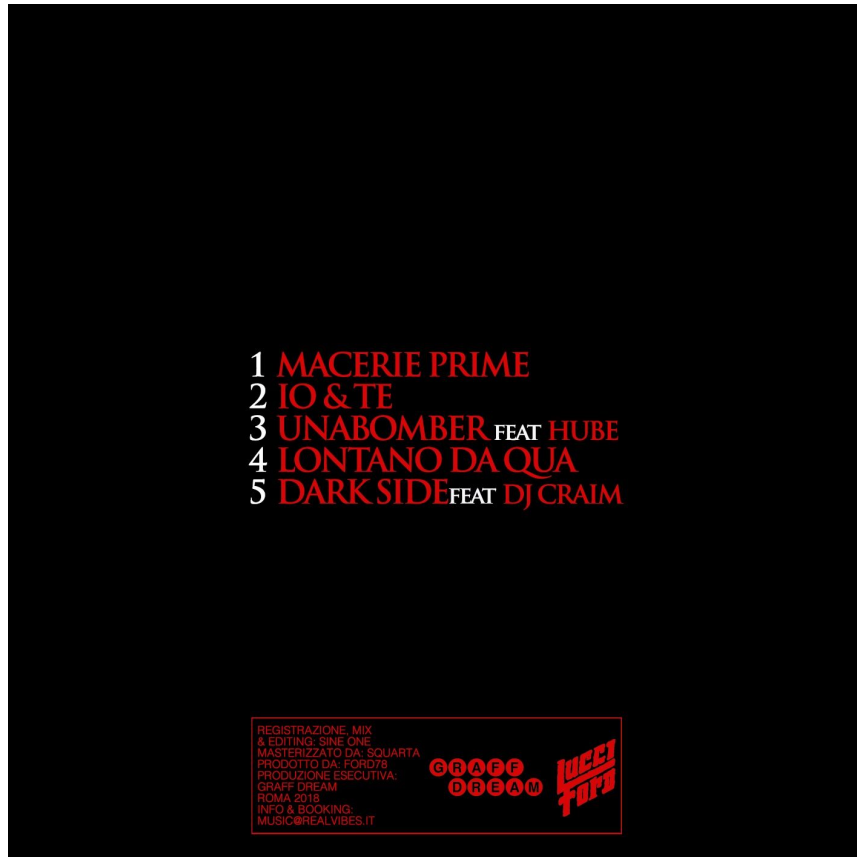 1 MACERIE PRIME
2 IO & TE
3 UNABOMBER FEAT HUBE
4 LONTANO DA QUA
5 DARK SIDE FEAT DJ CRAIM
REGISTRAZIONE, MIX
& EDITING: SINE ONE
MASTERIZZATO DA: SQUARTA
PRODOTTO DA: FORD78
PRODUZIONE ESECUTIVA:
GRAFF DREAM
ROMA 2018
INFO & BOOKING:
MUSIC@REALVIBES.IT
GRAFF
DREAM
LUCCI
FORD